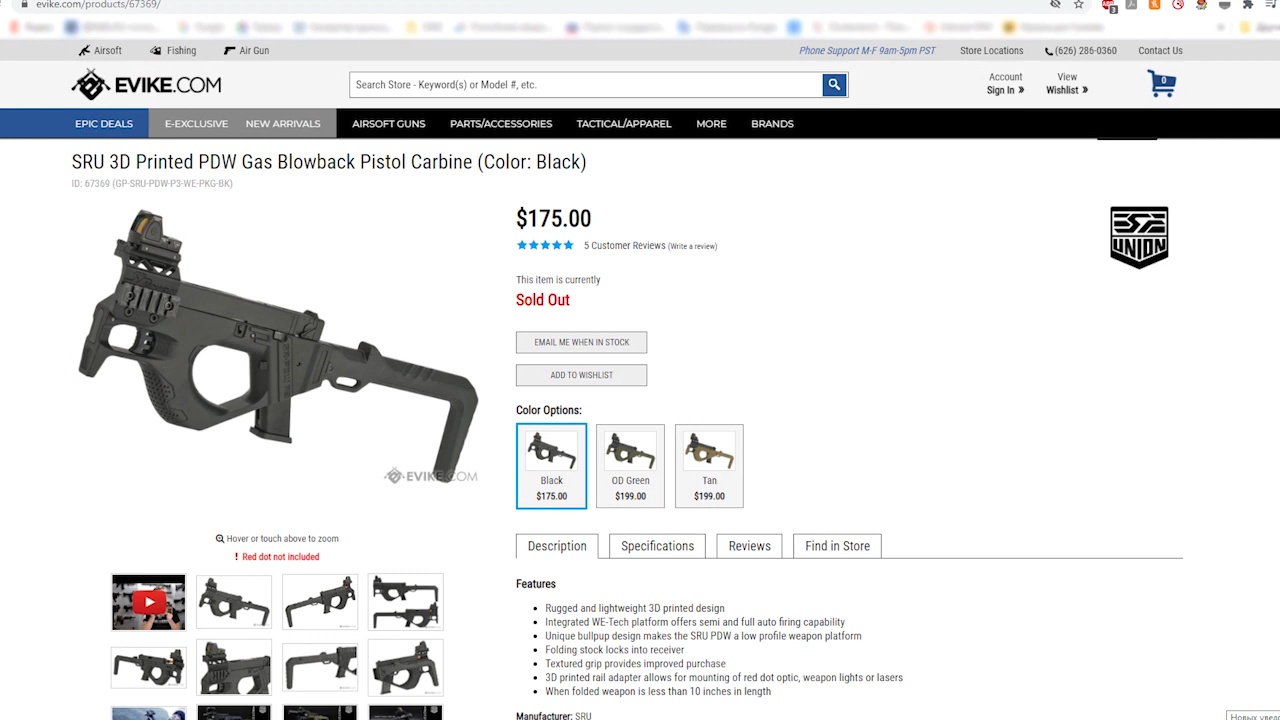 evike.com/products/67369/
3
Airsoft
Fishing
Air Gun
Phone Support M-F 9am-5pm PST
Store Locations
(626) 286-0360
Contact Us
EVIKE.COM
Search Store - Keyword(s) or Model #, etc.
Account
Sign In »
View
Wishlist »
0
EPIC DEALS
E-EXCLUSIVE
NEW ARRIVALS
AIRSOFT GUNS
PARTS/ACCESSORIES
TACTICAL/APPAREL
MORE
BRANDS
SRU 3D Printed PDW Gas Blowback Pistol Carbine (Color: Black)
ID: 67369 (GP-SRU-PDW-P3-WE-PKG-BK)
EVIKE.COM
Hover or touch above to zoom
! Red dot not included
$175.00
5 Customer Reviews (Write a review)
UNION
This item is currently
Sold Out
EMAIL ME WHEN IN STOCK
ADD TO WISHLIST
Color Options:
Black
$175.00
OD Green
$199.00
Tan
$199.00
Description
Specifications
Reviews
Find in Store
Features
• Rugged and lightweight 3D printed design
• Integrated WE-Tech platform offers semi and full auto firing capability
• Unique bullpup design makes the SRU PDW a low profile weapon platform
• Folding stock locks into receiver
• Textured grip provides improved purchase
• 3D printed rail adapter allows for mounting of red dot optic, weapon lights or lasers
• When folded weapon is less than 10 inches in length
Manufacturer: SRU